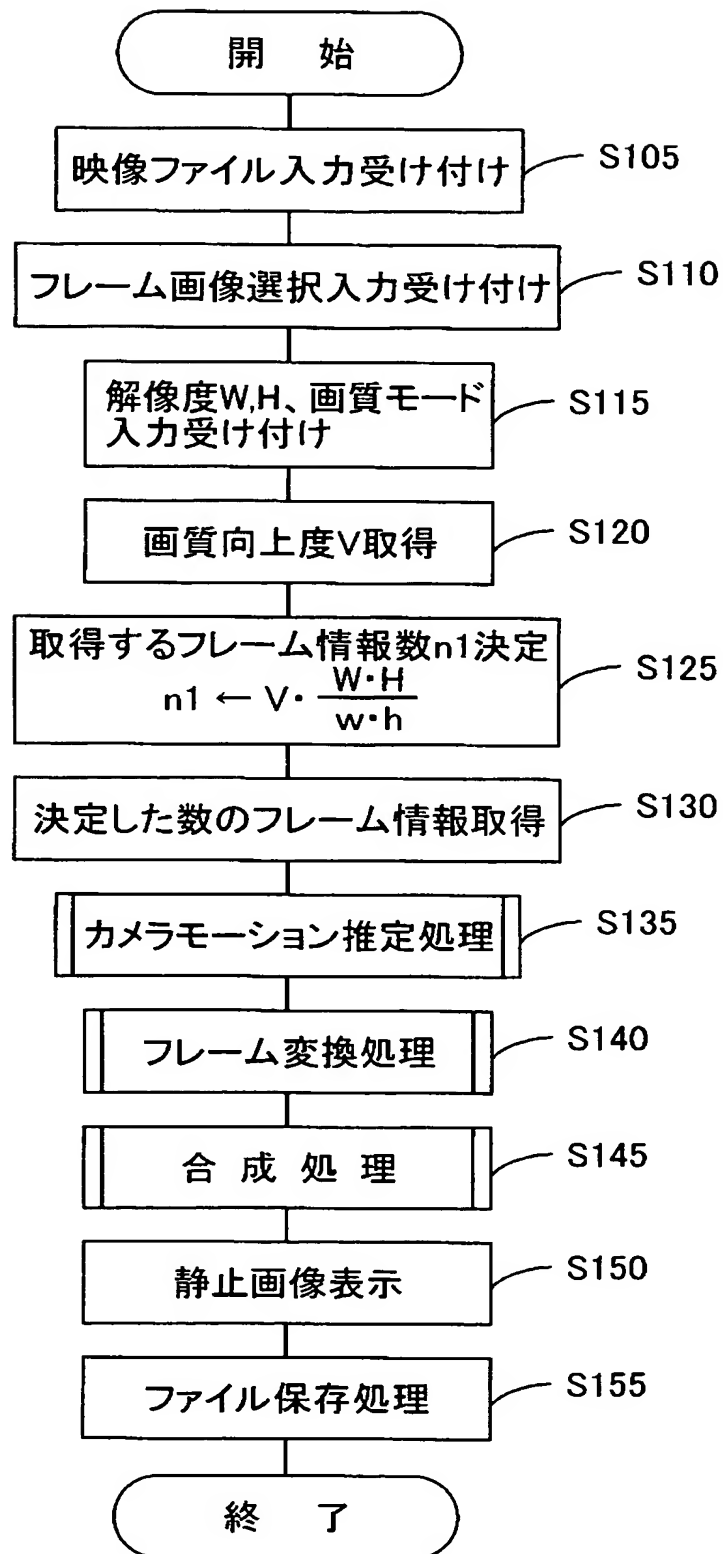 開 始
映像ファイル入力受け付け
S105
フレーム画像選択入力受け付け
S110
解像度W,H、画質モード
入力受け付け
S115
画質向上度V取得
S120
取得するフレーム情報数n1決定
n1 ← V・ W・H / w・h
S125
決定した数のフレーム情報取得
S130
カメラモーション推定処理
S135
フレーム変換処理
S140
合 成 処 理
S145
静止画像表示
S150
ファイル保存処理
S155
終 了